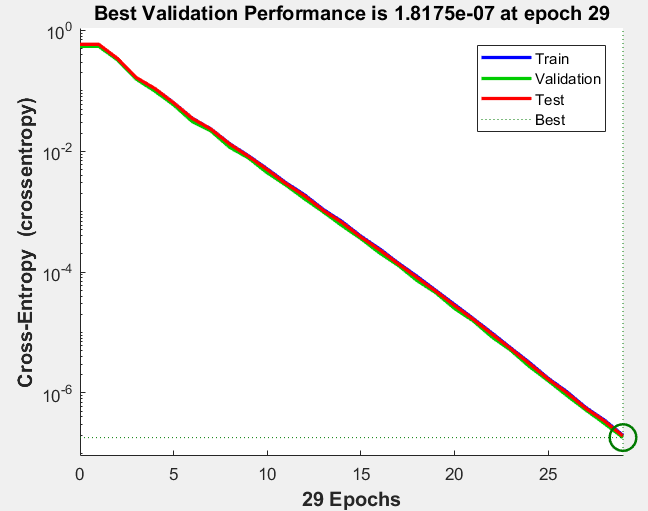 Best Validation Performance is 1.8175e-07 at epoch 29
Cross-Entropy (crossentropy)
10^0
10^-2
10^-4
10^-6
Train
Validation
Test
Best
0 5 10 15 20 25
29 Epochs